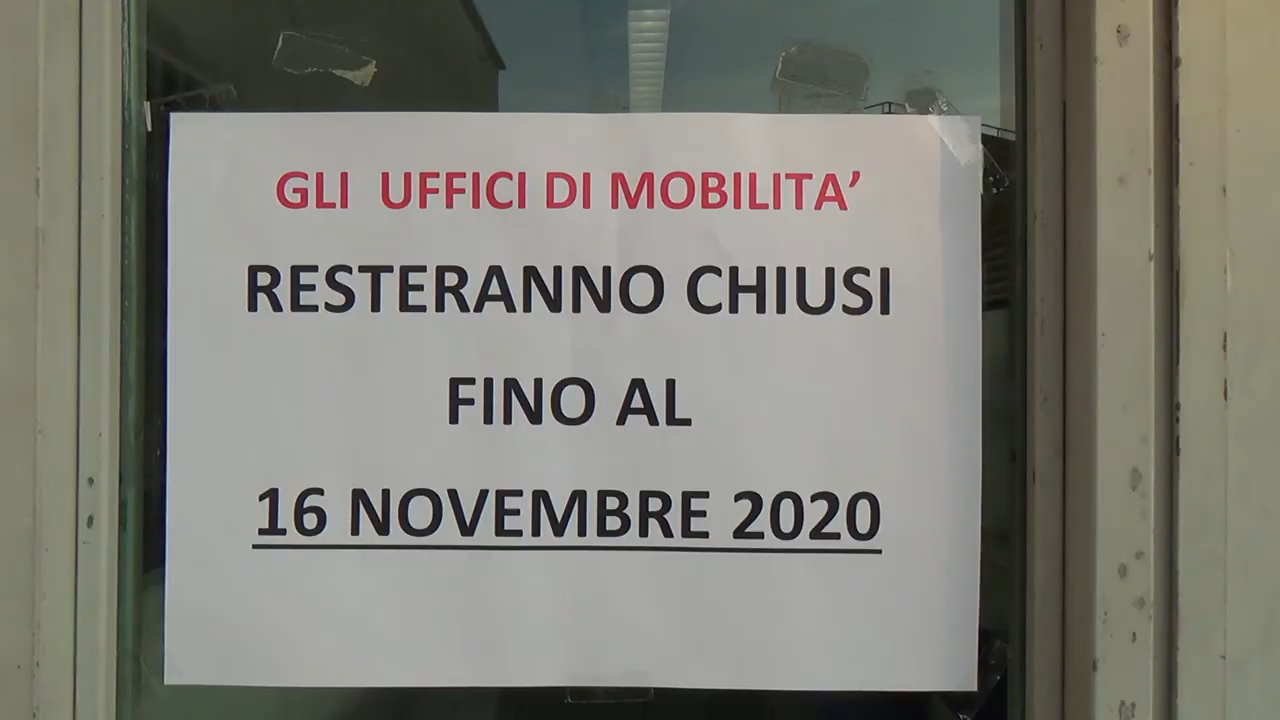 GLI UFFICI DI MOBILITA’
RESTERANNO CHIUSI
FINO AL
16 NOVEMBRE 2020